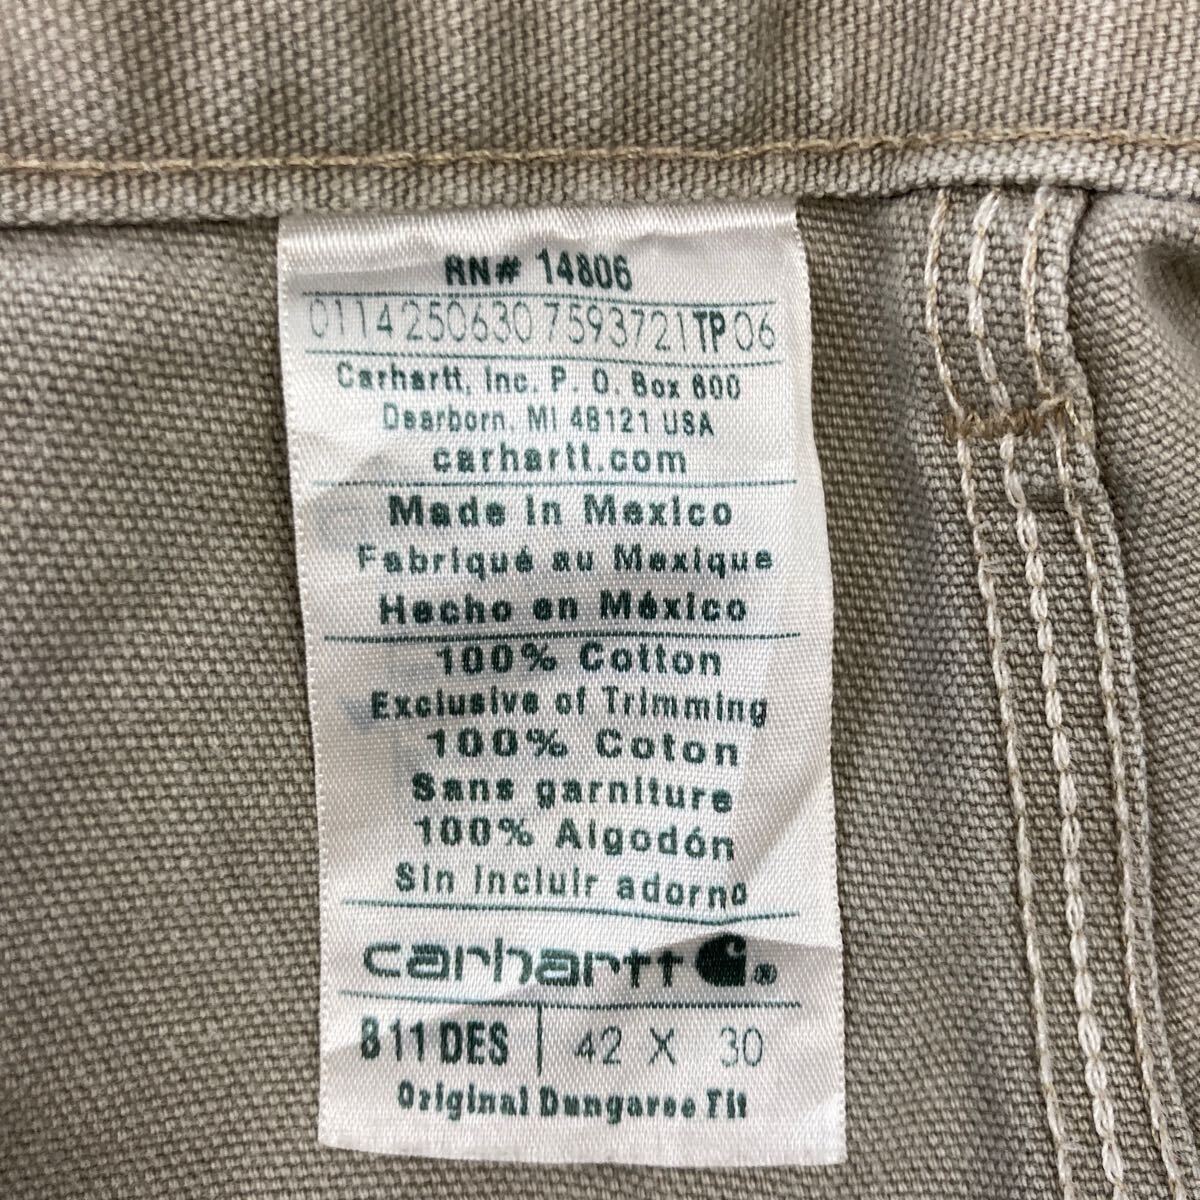 RN# 14806
01142506307593721TP06
Carhartt, Inc. P. O. Box 600
Dearborn, MI 48121 USA
carhartt.com
Made in Mexico
Fabriqué au Mexique
Hecho en México
100% Cotton
Exclusive of Trimming
100% Coton
Sans garniture
100% Algodón
Sin incluir adorno
carhartt ®
B11DES | 42 X 30
Original Dungaree Fit